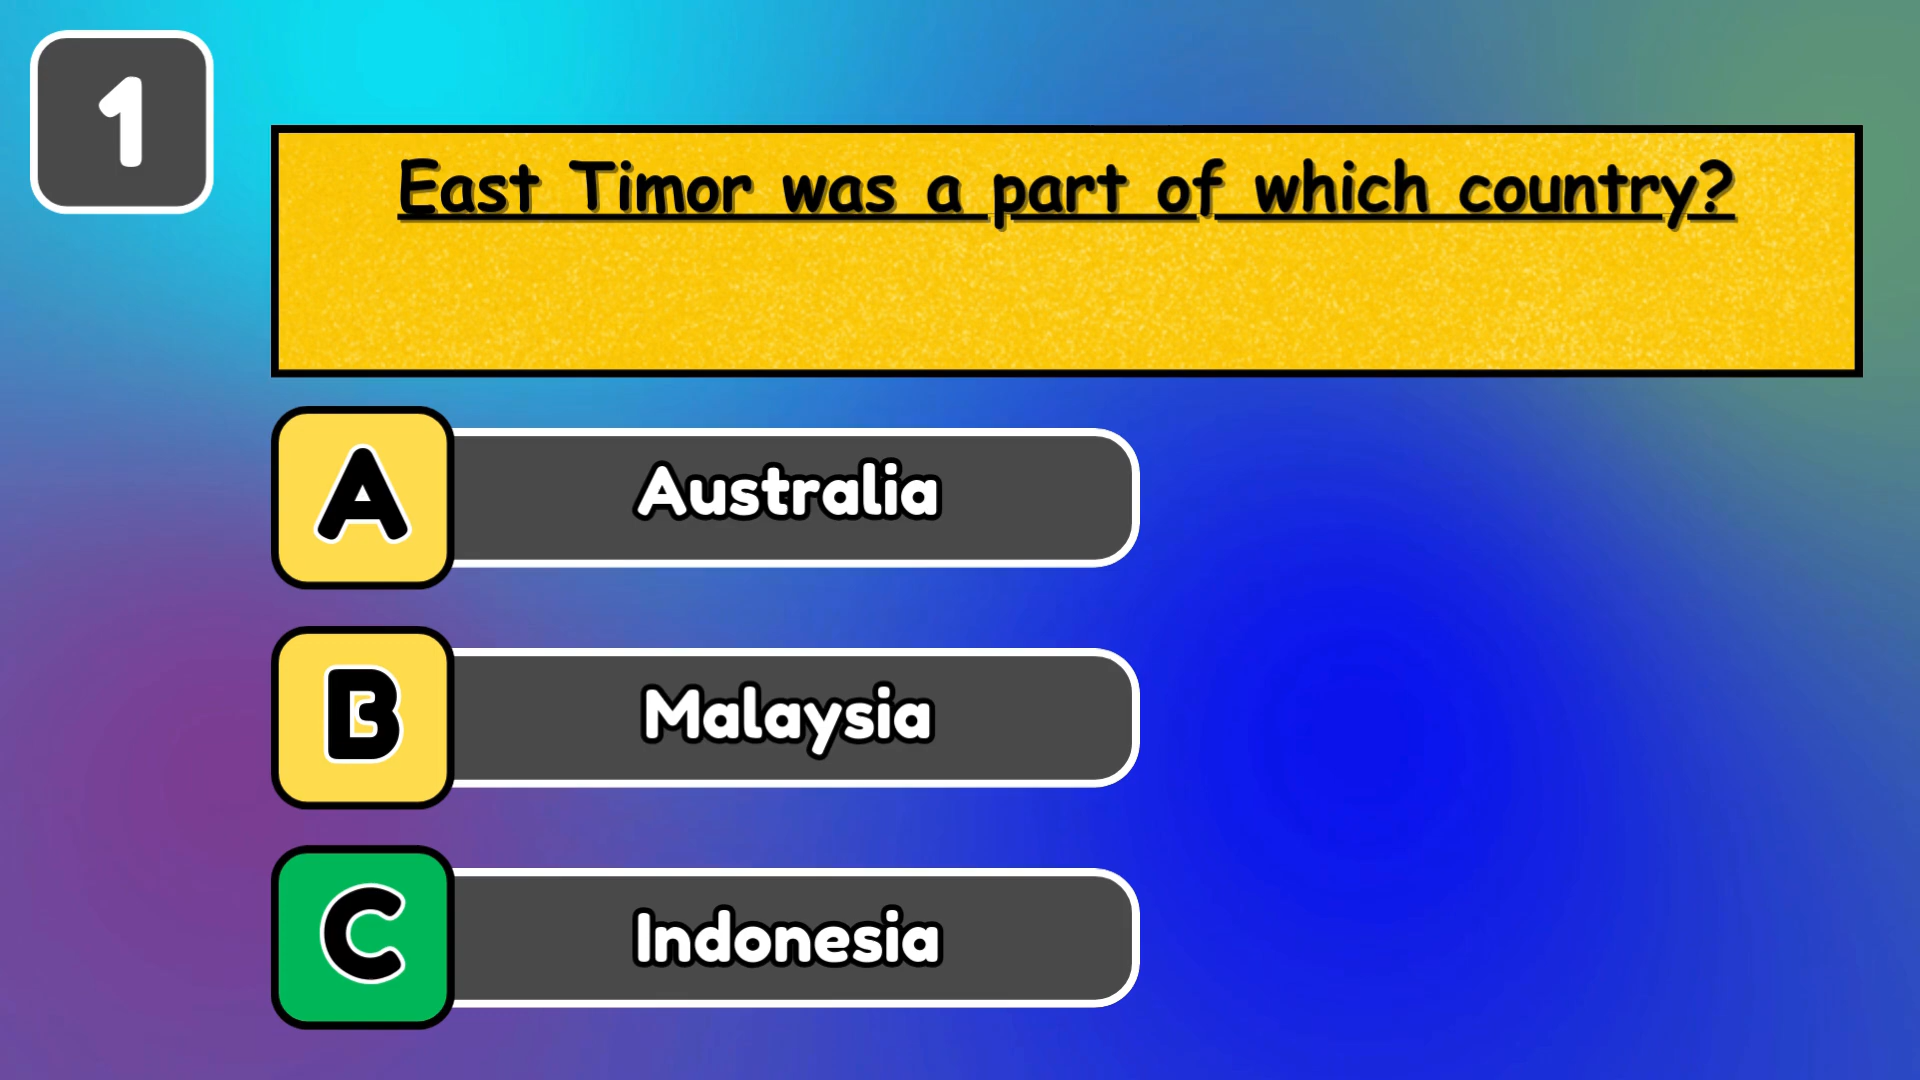 1
East Timor was a part of which country?
A
Australia
B
Malaysia
C
Indonesia